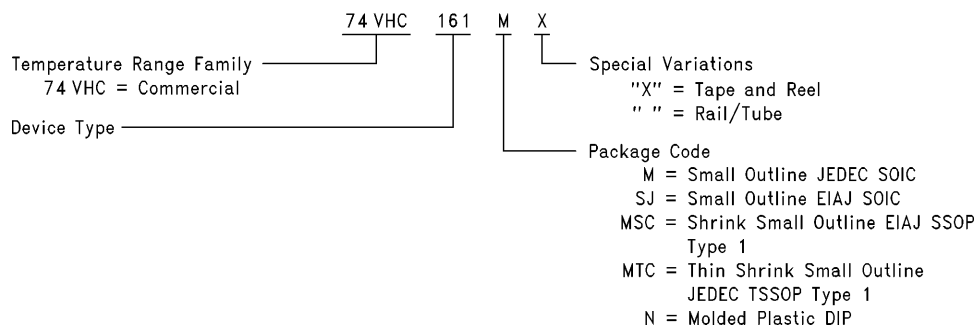 74 VHC 161 M X
Temperature Range Family
74 VHC = Commercial
Device Type
Special Variations
"X" = Tape and Reel
" " = Rail/Tube
Package Code
M = Small Outline JEDEC SOIC
SJ = Small Outline EIAJ SOIC
MSC = Shrink Small Outline EIAJ SSOP
Type 1
MTC = Thin Shrink Small Outline
JEDEC TSSOP Type 1
N = Molded Plastic DIP